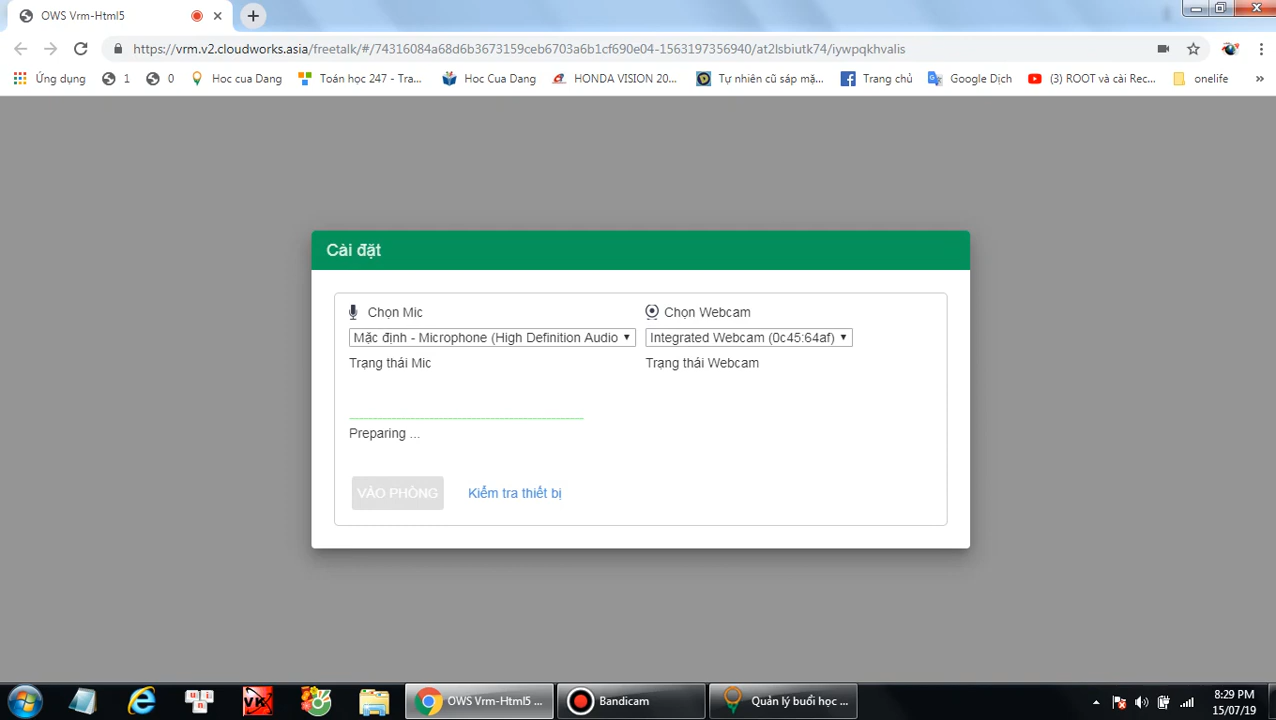 OWS Vrm-Html5
https://vrm.v2.cloudworks.asia/freetalk/#/74316084a68d6b3673159ceb6703a6b1cf690e04-1563197356940/at2lsbiutk74/iywpqkhvalis
Ứng dụng 1 0 Hoc cua Dang Toán học 247 - Tra... Học Cua Dang HONDA VISION 20... Tự nhiên cũ sáp mặ... Trang chủ Google Dịch (3) ROOT và cài Rec... onelife »
Cài đặt
Chọn Mic Chọn Webcam
Mặc định - Microphone (High Definition Audio Integrated Webcam (0c45:64af)
Trạng thái Mic Trạng thái Webcam
Preparing ...
VÀO PHÒNG Kiểm tra thiết bị
OWS Vrm-Html5 ... Bandicam Quản lý buổi học ... 8:29 PM
15/07/19